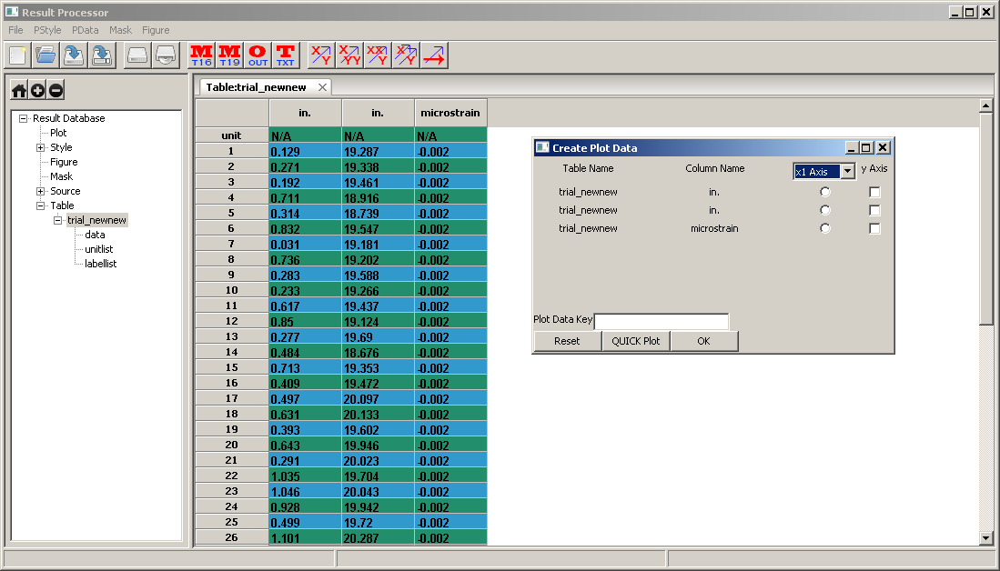 Result Processor
File PStyle PData Mask Figure
M T16 M T19 O OUT T TXT X Y X YY XX Y X Y Y
Table:trial_newnew
Result Database
Plot
Style
Figure
Mask
Source
Table
trial_newnew
data
unitlist
labellist
in. in. microstrain
unit N/A N/A N/A
1 0.129 19.287 -0.002
2 0.271 19.338 -0.002
3 0.192 19.461 -0.002
4 0.711 18.916 -0.002
5 0.314 18.739 -0.002
6 0.832 19.547 -0.002
7 0.031 19.181 -0.002
8 0.736 19.202 -0.002
9 0.283 19.588 -0.002
10 0.233 19.266 -0.002
11 0.617 19.437 -0.002
12 0.85 19.124 -0.002
13 0.277 19.69 -0.002
14 0.484 18.676 -0.002
15 0.713 19.353 -0.002
16 0.409 19.472 -0.002
17 0.497 20.097 -0.002
18 0.631 20.133 -0.002
19 0.393 19.602 -0.002
20 0.643 19.946 -0.002
21 0.291 20.023 -0.002
22 1.035 19.704 -0.002
23 1.046 20.043 -0.002
24 0.928 19.942 -0.002
25 0.499 19.72 -0.002
26 1.101 20.287 -0.002
Create Plot Data
Table Name Column Name x1 Axis y Axis
trial_newnew in.
trial_newnew in.
trial_newnew microstrain
Plot Data Key
Reset QUICK Plot OK